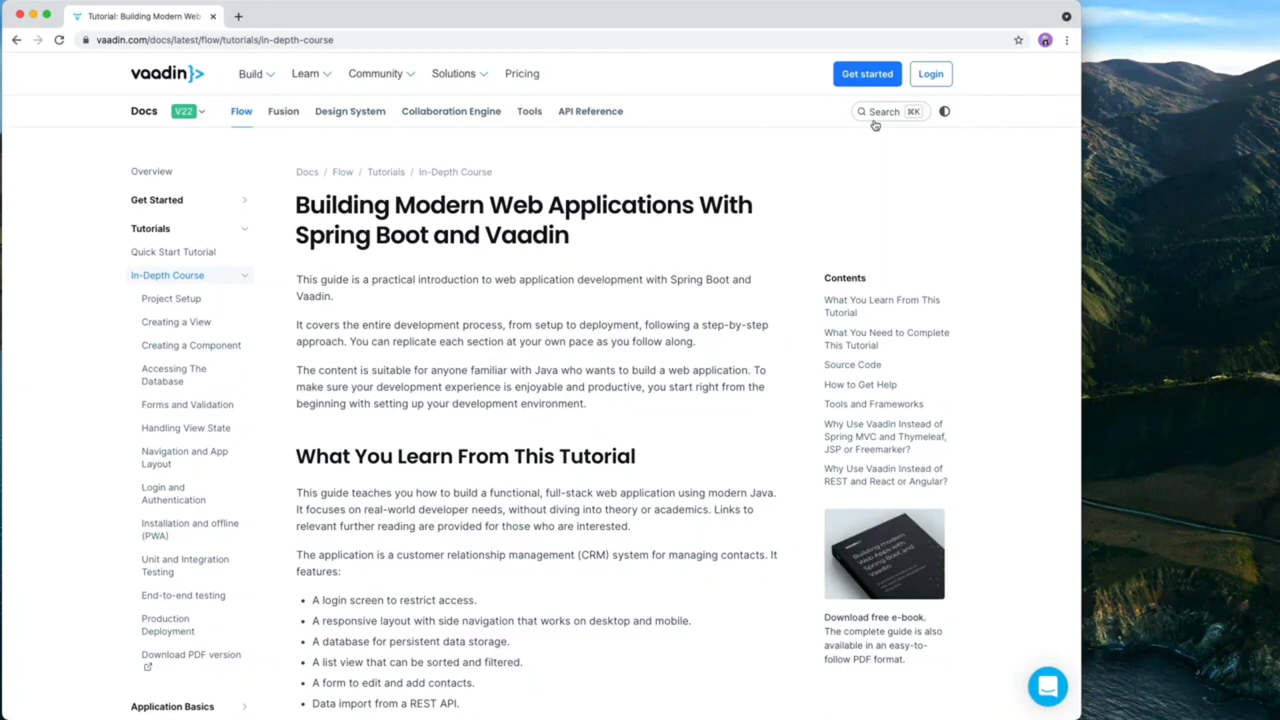 Tutorial: Building Modern Web
vaadin.com/docs/latest/flow/tutorials/in-depth-course
vaadin}>
Build
Learn
Community
Solutions
Pricing
Get started
Login
Docs
V22
Flow
Fusion
Design System
Collaboration Engine
Tools
API Reference
Search
⌘K
Overview
Get Started
Tutorials
Quick Start Tutorial
In-Depth Course
Project Setup
Creating a View
Creating a Component
Accessing The
Database
Forms and Validation
Handling View State
Navigation and App
Layout
Login and
Authentication
Installation and offline
(PWA)
Unit and Integration
Testing
End-to-end testing
Production
Deployment
Download PDF version
Application Basics
Docs / Flow / Tutorials / In-Depth Course
Building Modern Web Applications With
Spring Boot and Vaadin
This guide is a practical introduction to web application development with Spring Boot and
Vaadin.
It covers the entire development process, from setup to deployment, following a step-by-step
approach. You can replicate each section at your own pace as you follow along.
The content is suitable for anyone familiar with Java who wants to build a web application. To
make sure your development experience is enjoyable and productive, you start right from the
beginning with setting up your development environment.
What You Learn From This Tutorial
This guide teaches you how to build a functional, full-stack web application using modern Java.
It focuses on real-world developer needs, without diving into theory or academics. Links to
relevant further reading are provided for those who are interested.
The application is a customer relationship management (CRM) system for managing contacts. It
features:
• A login screen to restrict access.
• A responsive layout with side navigation that works on desktop and mobile.
• A database for persistent data storage.
• A list view that can be sorted and filtered.
• A form to edit and add contacts.
• Data import from a REST API.
Contents
What You Learn From This
Tutorial
What You Need to Complete
This Tutorial
Source Code
How to Get Help
Tools and Frameworks
Why Use Vaadin Instead of
Spring MVC and Thymeleaf,
JSP or Freemarker?
Why Use Vaadin Instead of
REST and React or Angular?
Building modern
Web Apps with
Spring Boot and
Vaadin
Download free e-book.
The complete guide is also
available in an easy-to-
follow PDF format.